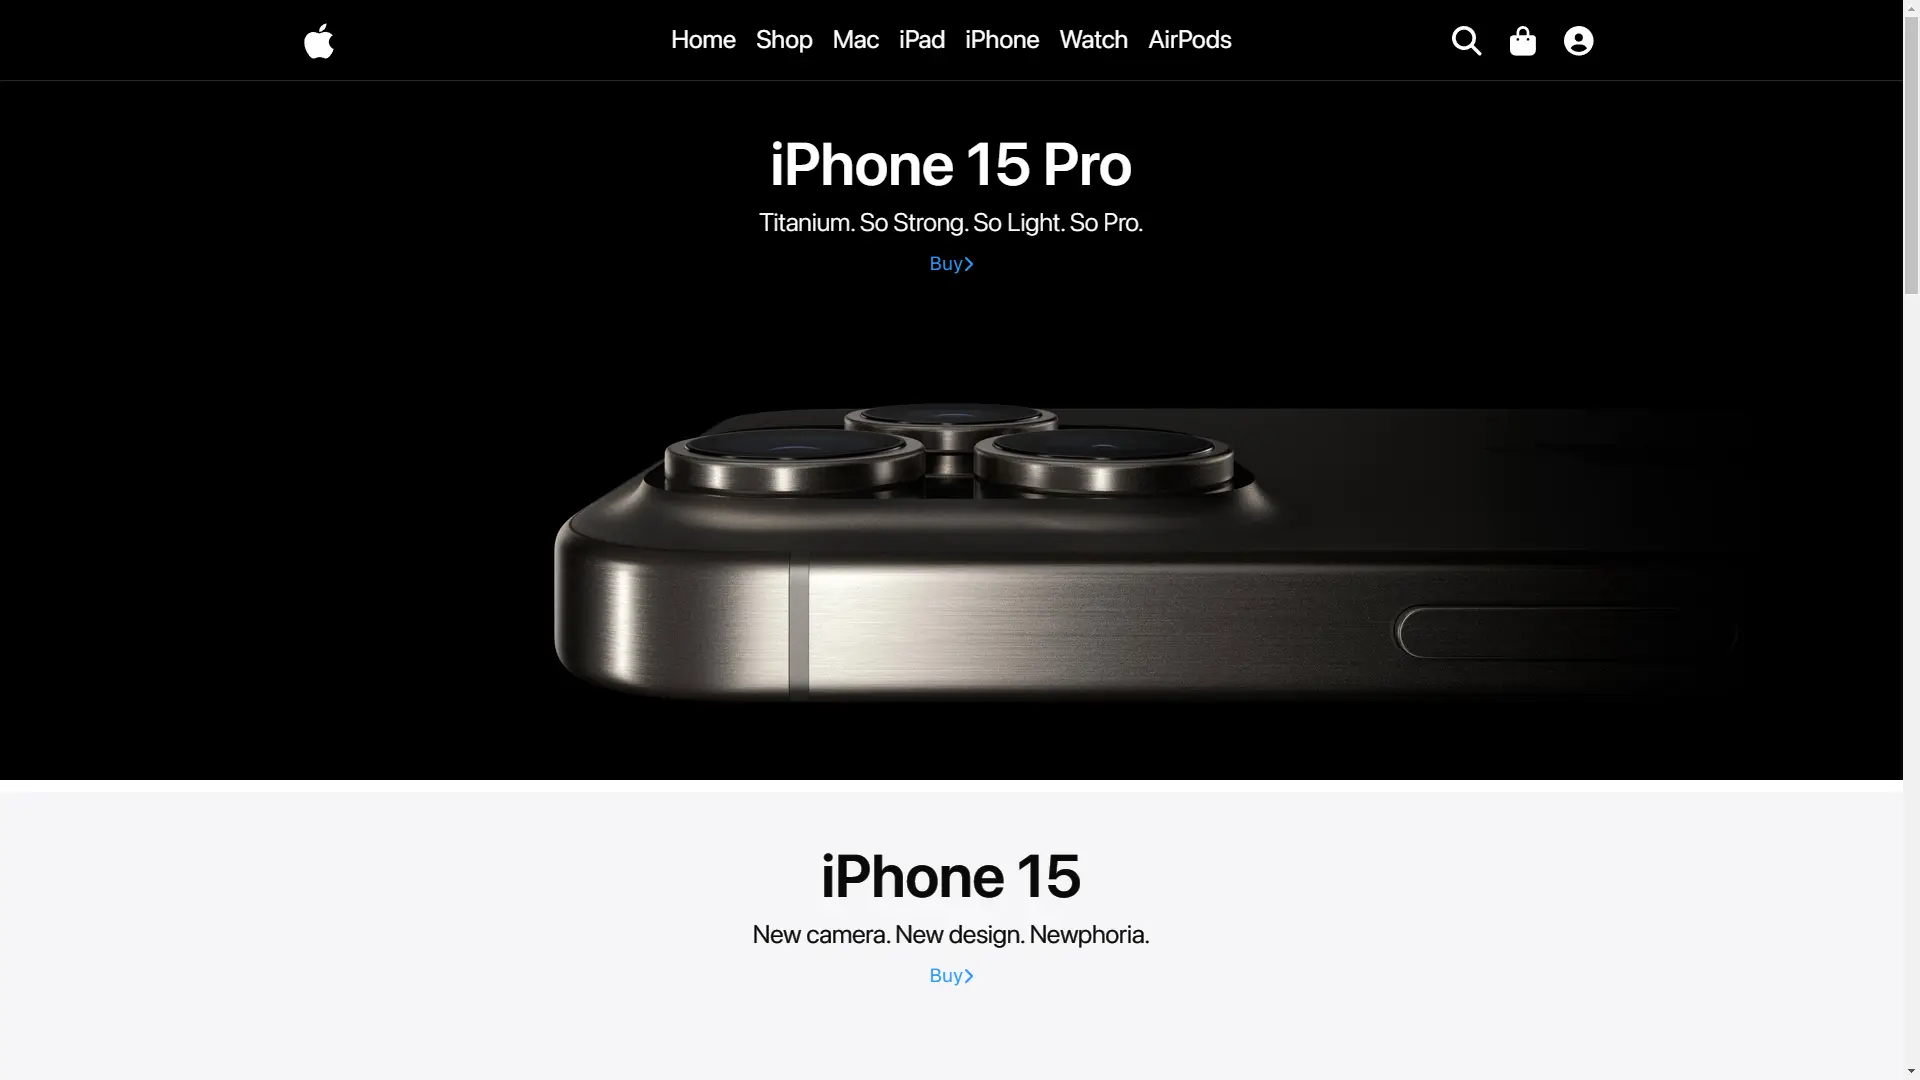 Home Shop Mac iPad iPhone Watch AirPods
iPhone 15 Pro
Titanium. So Strong. So Light. So Pro.
Buy
iPhone 15
New camera. New design. Newphoria.
Buy